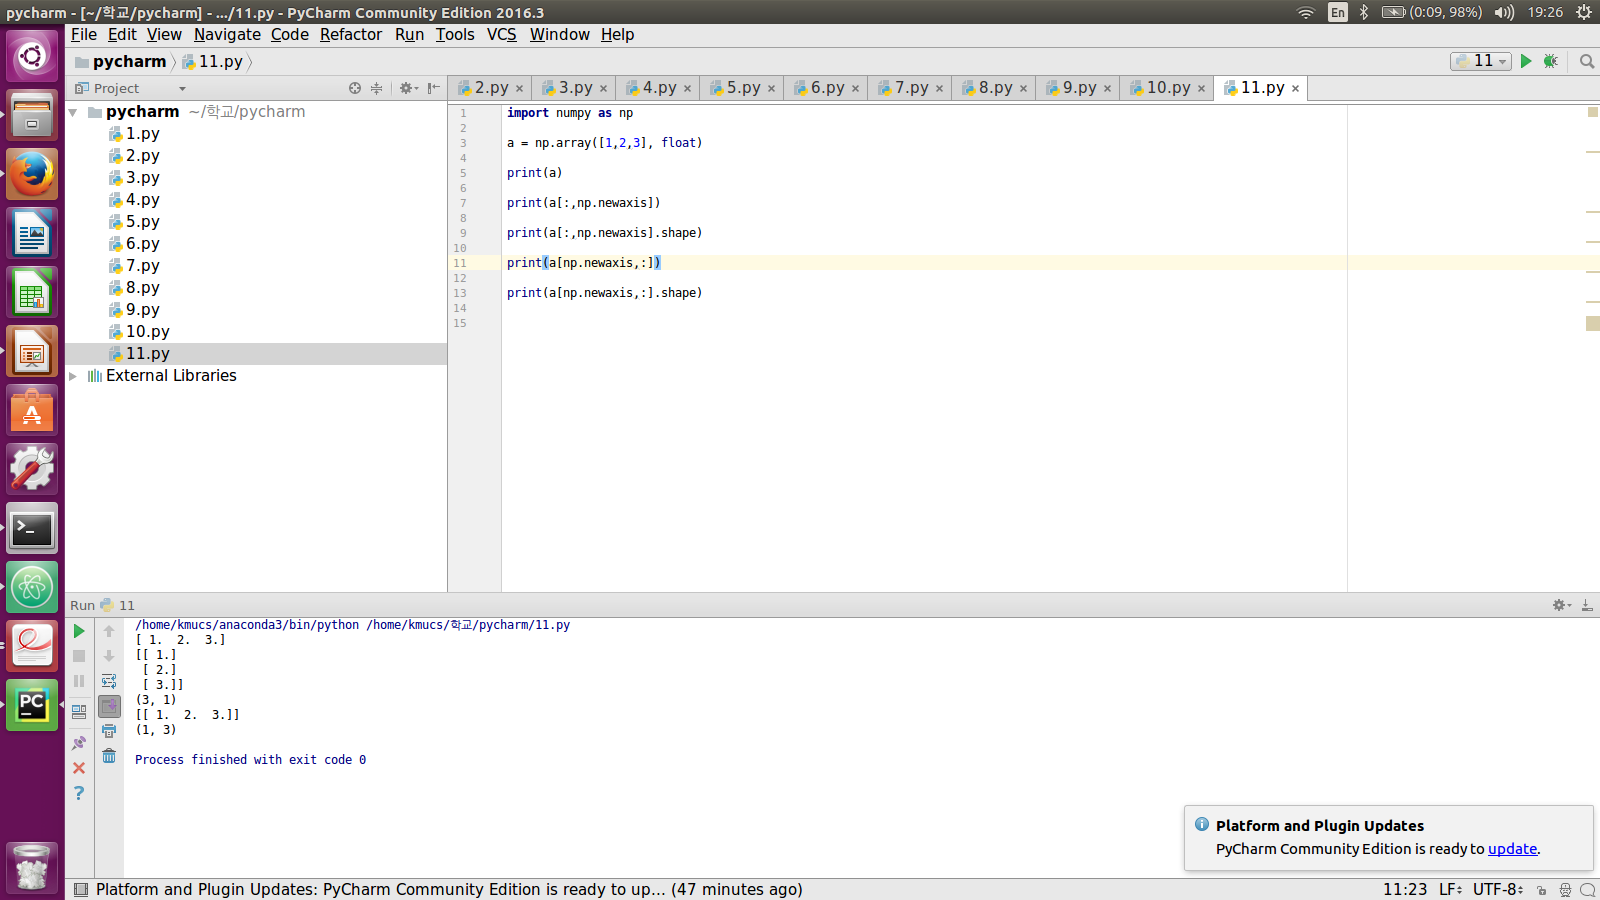 pycharm - [~/학교/pycharm] - .../11.py - PyCharm Community Edition 2016.3
En (0:09, 98%) 19:26
File Edit View Navigate Code Refactor Run Tools VCS Window Help
pycharm 11.py
11
Project
2.py 3.py 4.py 5.py 6.py 7.py 8.py 9.py 10.py 11.py
pycharm ~/학교/pycharm
1.py
2.py
3.py
4.py
5.py
6.py
7.py
8.py
9.py
10.py
11.py
External Libraries
1 import numpy as np
2
3 a = np.array([1,2,3], float)
4
5 print(a)
6
7 print(a[:,np.newaxis])
8
9 print(a[:,np.newaxis].shape)
10
11 print(a[np.newaxis,:])
12
13 print(a[np.newaxis,:].shape)
14
15
Run 11
/home/kmucs/anaconda3/bin/python /home/kmucs/학교/pycharm/11.py
[ 1.  2.  3.]
[[ 1.]
 [ 2.]
 [ 3.]]
(3, 1)
[[ 1.  2.  3.]]
(1, 3)
Process finished with exit code 0
Platform and Plugin Updates
PyCharm Community Edition is ready to update.
Platform and Plugin Updates: PyCharm Community Edition is ready to up... (47 minutes ago)
11:23 LF UTF-8